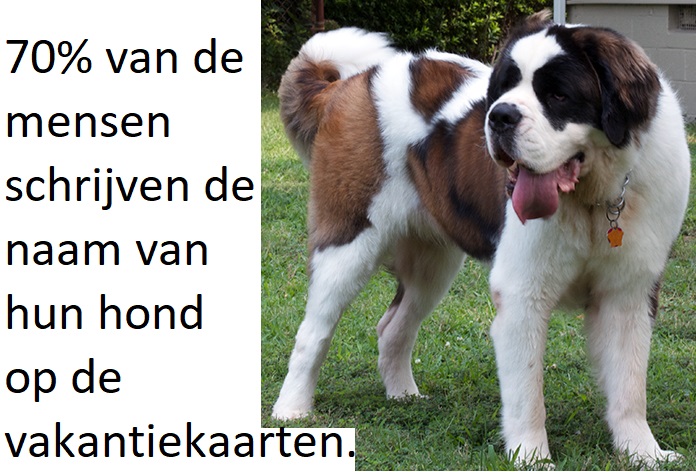 70% van de
mensen
schrijven de
naam van
hun hond
op de
vakantiekaarten.